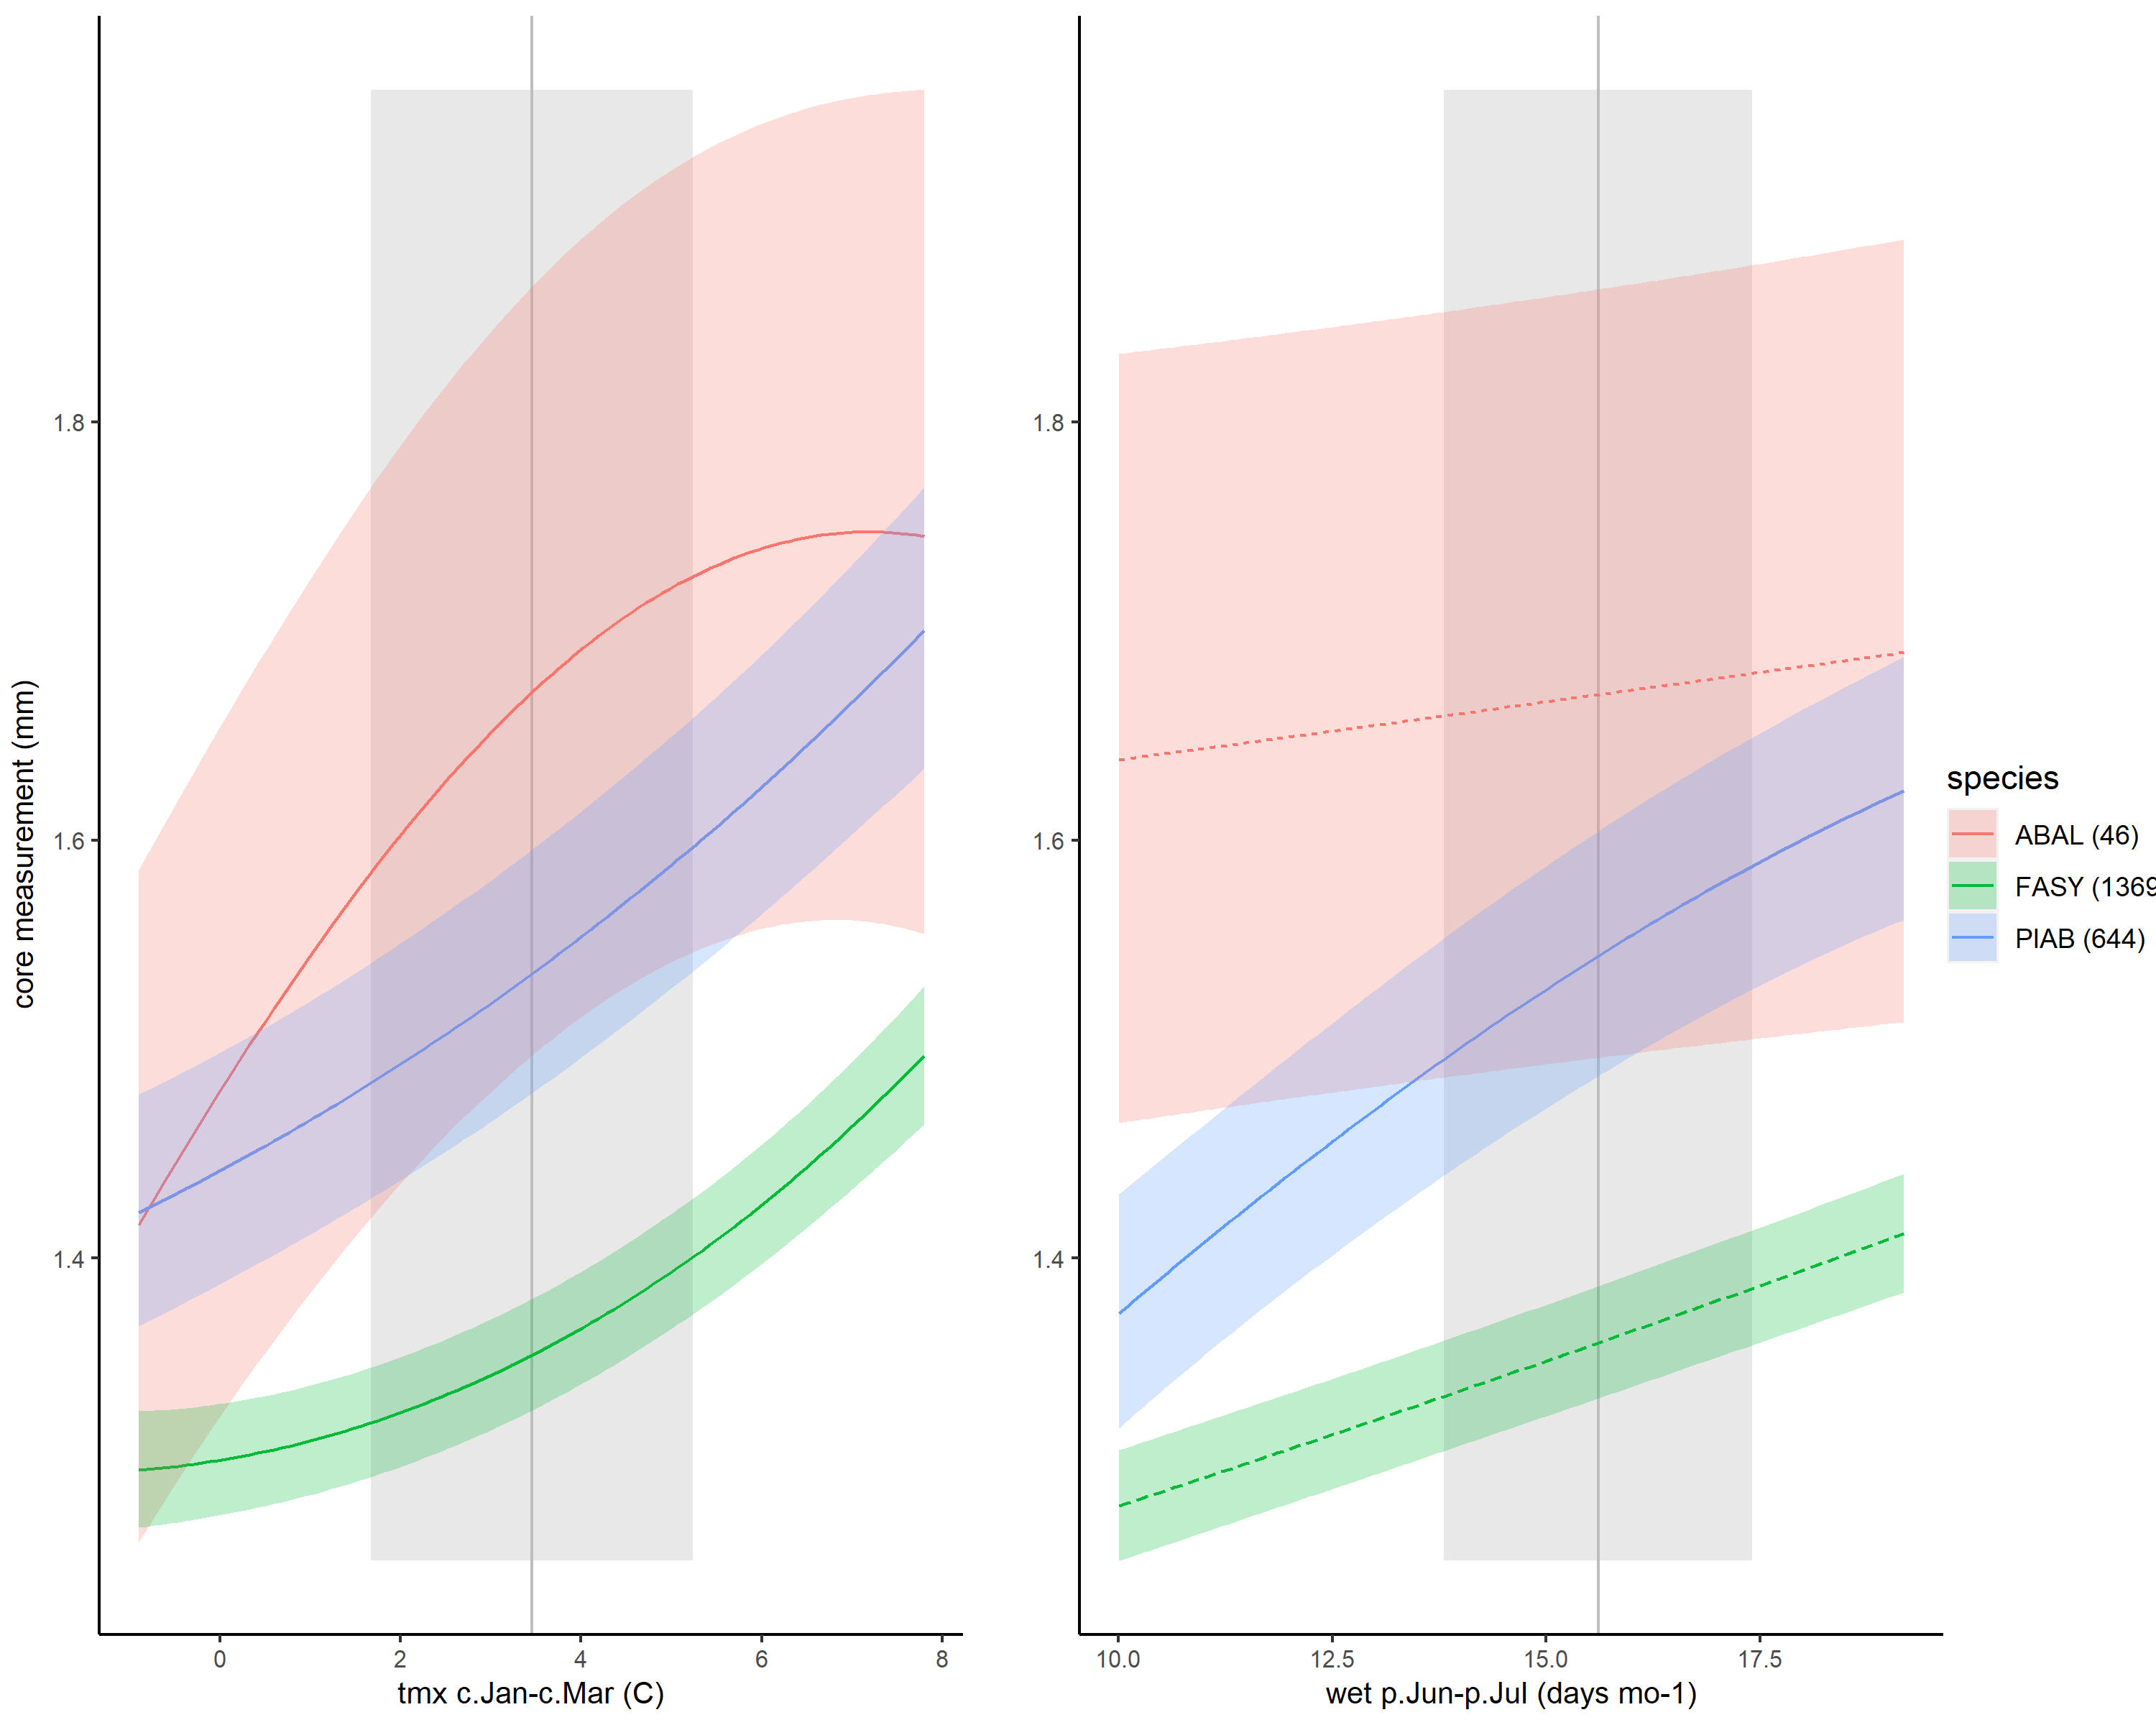 core measurement (mm)
1.8
1.6
1.4
0 2 4 6 8
tmx c.Jan-c.Mar (C)
1.8
1.6
1.4
10.0 12.5 15.0 17.5
wet p.Jun-p.Jul (days mo-1)
species
ABAL (46)
FASY (1369
PIAB (644)